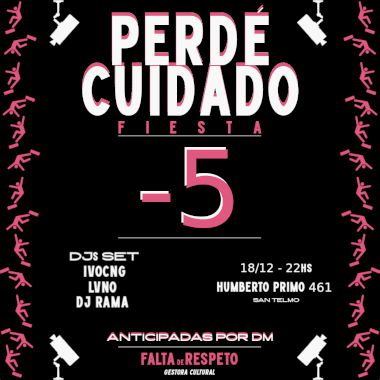 PERDÉ
CUIDADO
FIESTA
-5
DJs SET
IVOCNG
LVNO
DJ RAMA
18/12 - 22HS
HUMBERTO PRIMO 461
SAN TELMO
ANTICIPADAS POR DM
FALTA DE RESPETO
GESTORA CULTURAL